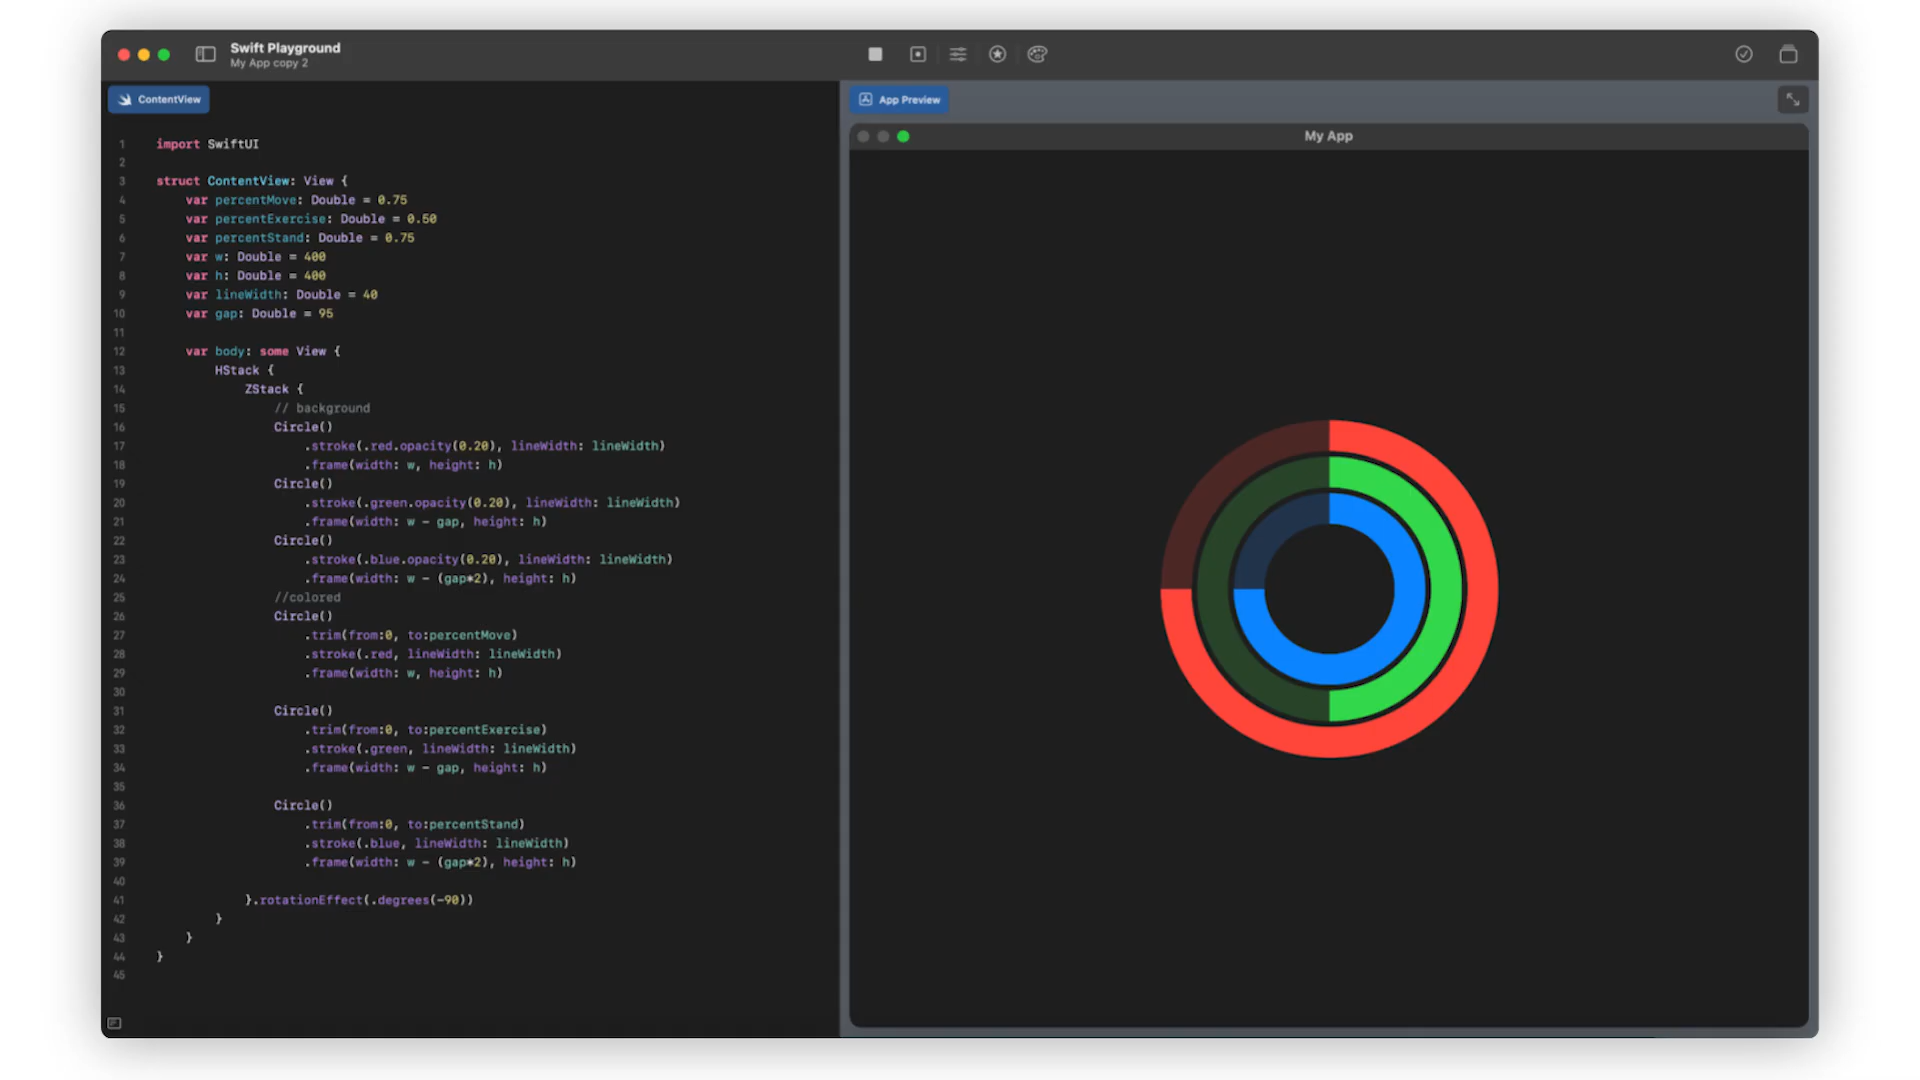 Swift Playground
My App copy 2
ContentView
App Preview
My App
1 import SwiftUI
2
3 struct ContentView: View {
4 var percentMove: Double = 0.75
5 var percentExercise: Double = 0.50
6 var percentStand: Double = 0.75
7 var w: Double = 400
8 var h: Double = 400
9 var lineWidth: Double = 40
10 var gap: Double = 95
11
12 var body: some View {
13 HStack {
14 ZStack {
15 // background
16 Circle()
17 .stroke(.red.opacity(0.20), lineWidth: lineWidth)
18 .frame(width: w, height: h)
19 Circle()
20 .stroke(.green.opacity(0.20), lineWidth: lineWidth)
21 .frame(width: w - gap, height: h)
22 Circle()
23 .stroke(.blue.opacity(0.20), lineWidth: lineWidth)
24 .frame(width: w - (gap*2), height: h)
25 //colored
26 Circle()
27 .trim(from:0, to:percentMove)
28 .stroke(.red, lineWidth: lineWidth)
29 .frame(width: w, height: h)
30
31 Circle()
32 .trim(from:0, to:percentExercise)
33 .stroke(.green, lineWidth: lineWidth)
34 .frame(width: w - gap, height: h)
35
36 Circle()
37 .trim(from:0, to:percentStand)
38 .stroke(.blue, lineWidth: lineWidth)
39 .frame(width: w - (gap*2), height: h)
40
41 }.rotationEffect(.degrees(-90))
42 }
43 }
44 }
45